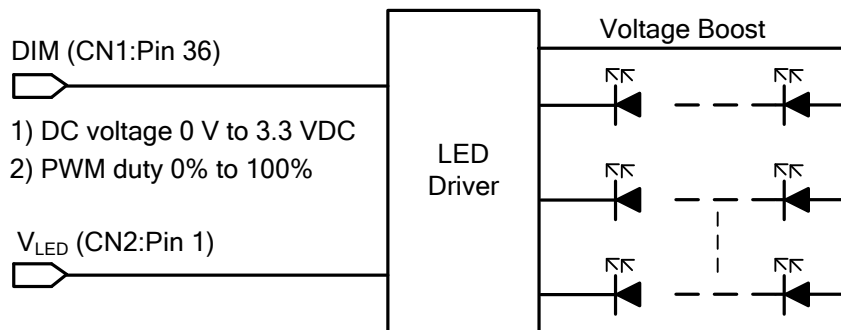 DIM (CN1:Pin 36)
1) DC voltage 0 V to 3.3 VDC
2) PWM duty 0% to 100%
VLED (CN2:Pin 1)
LED
Driver
Voltage Boost